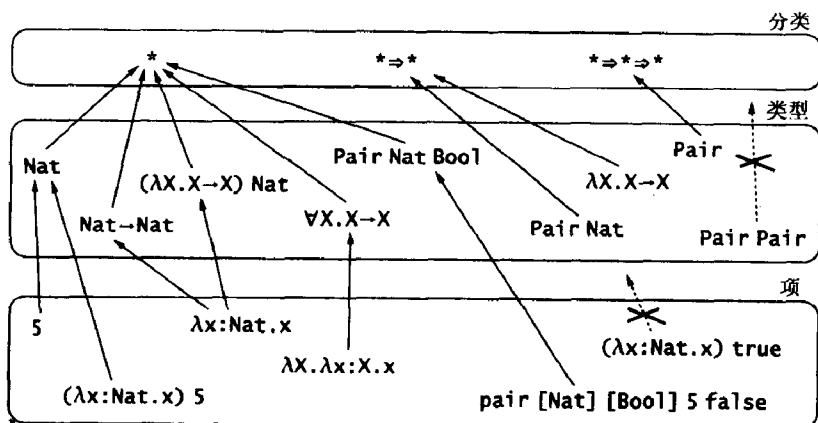 分类
* *⇒* *⇒*⇒*
类型
Nat (λX.X→X) Nat Pair Nat Bool λX.X→X Pair
Nat→Nat ∀X.X→X Pair Nat Pair Pair
项
5 λx:Nat.x (λx:Nat.x) true
λX.λx:X.x
(λx:Nat.x) 5 pair [Nat] [Bool] 5 false